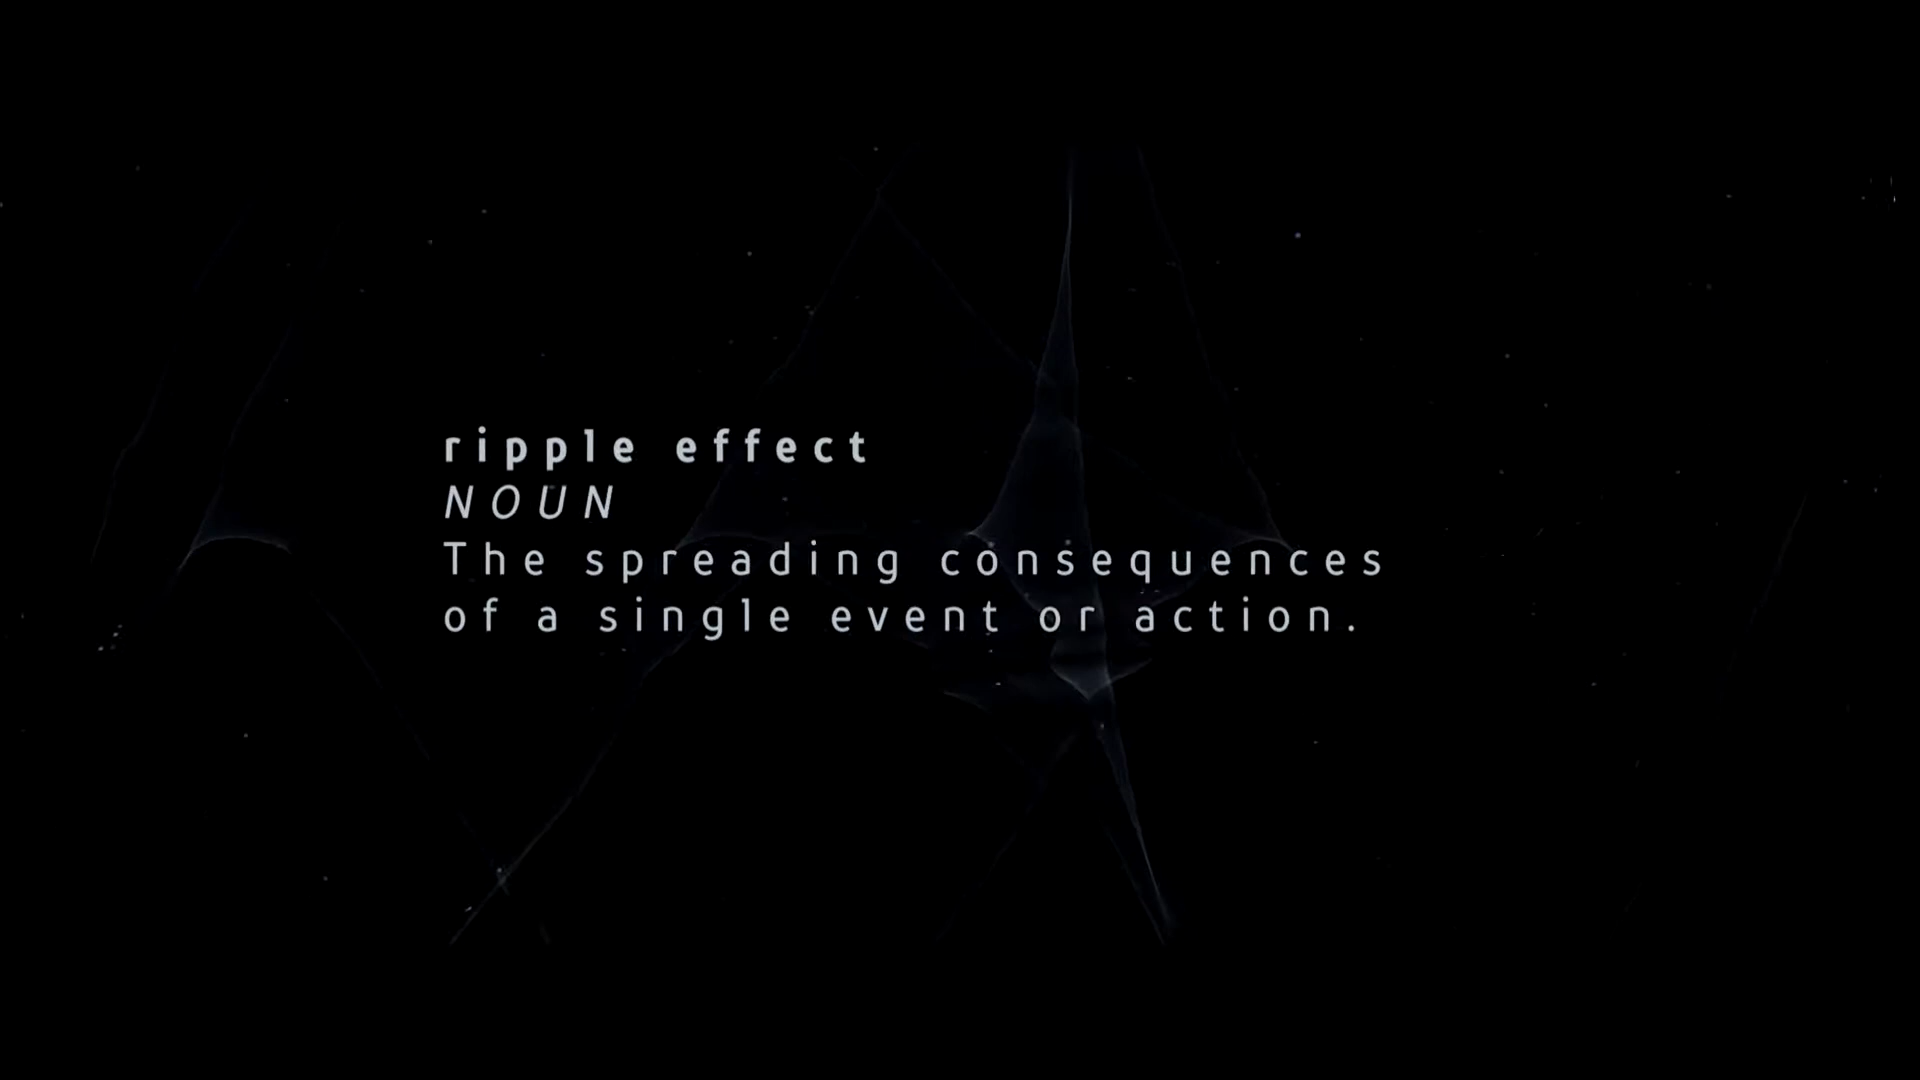 ripple effect
NOUN
The spreading consequences
of a single event or action.